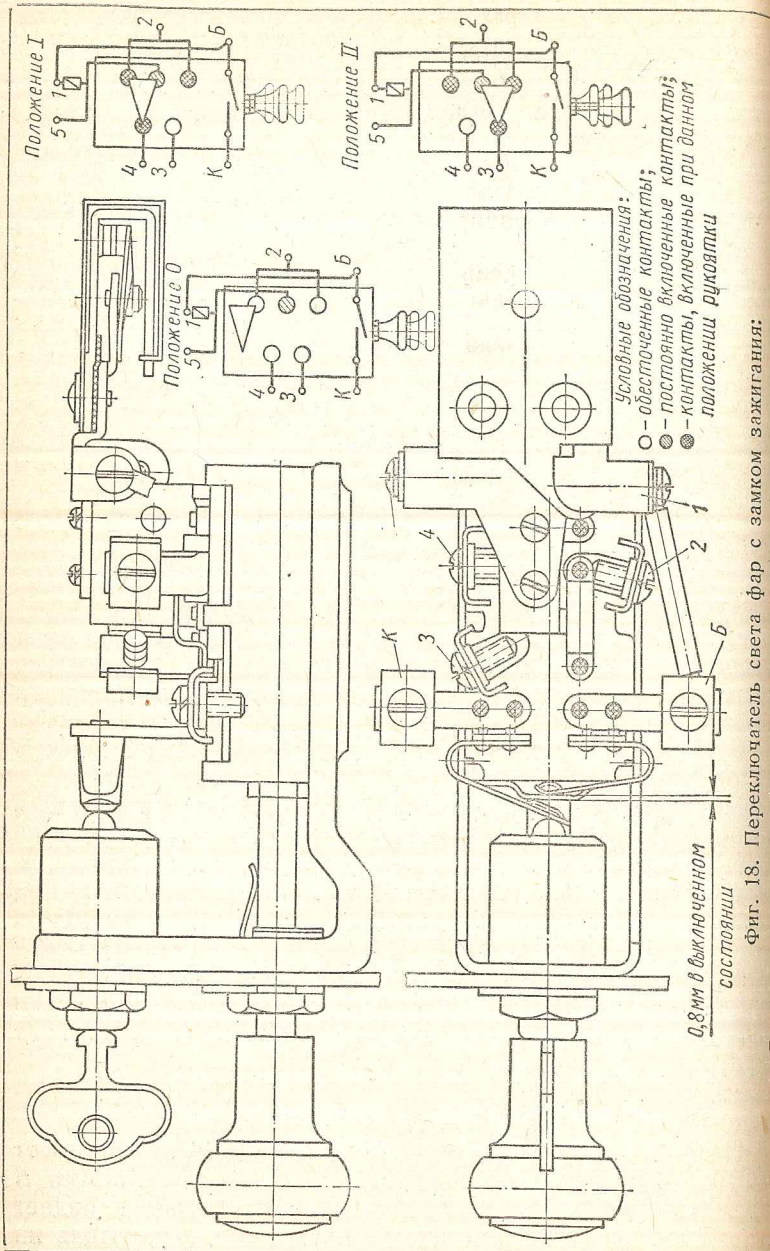 Положение I
5
1
2
Б
4
3
К
Положение 0
5
1
2
Б
4
3
К
Положение II
5
1
2
Б
4
3
К
Условные обозначения:
– обесточенные контакты;
– постоянно включенные контакты;
– контакты, включенные при данном
положении рукоятки
К
3
4
1
2
Б
0,8мм в выключенном
состоянии
Фиг. 18. Переключатель света фар с замком зажигания: